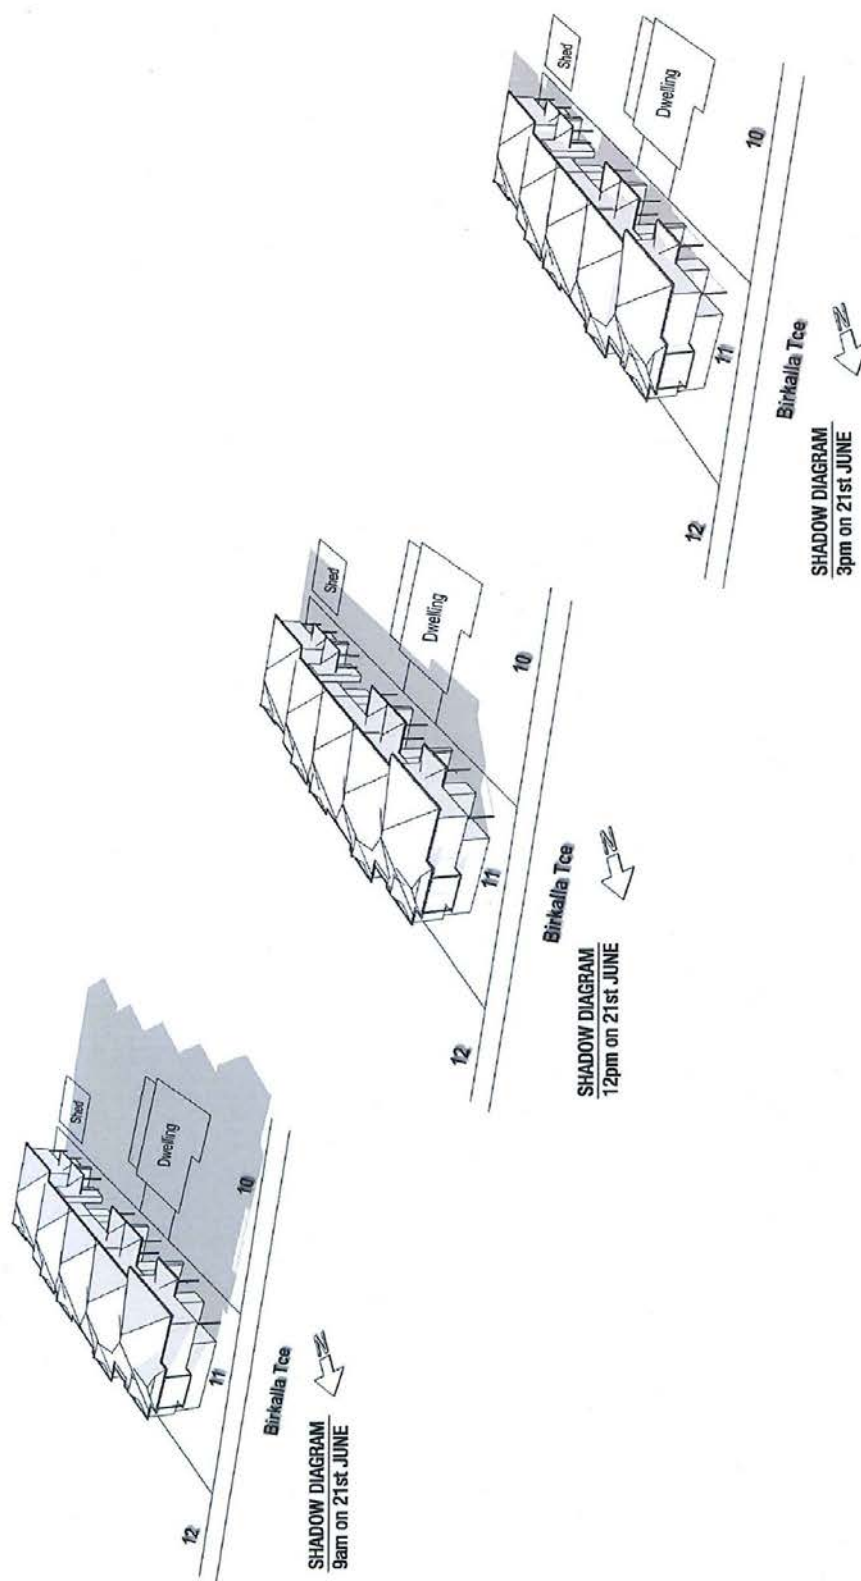 Shed
Dwelling
10
11
12
Birkalla Tce
N
SHADOW DIAGRAM
9am on 21st JUNE
Shed
Dwelling
10
11
12
Birkalla Tce
N
SHADOW DIAGRAM
12pm on 21st JUNE
Shed
Dwelling
10
11
12
Birkalla Tce
N
SHADOW DIAGRAM
3pm on 21st JUNE